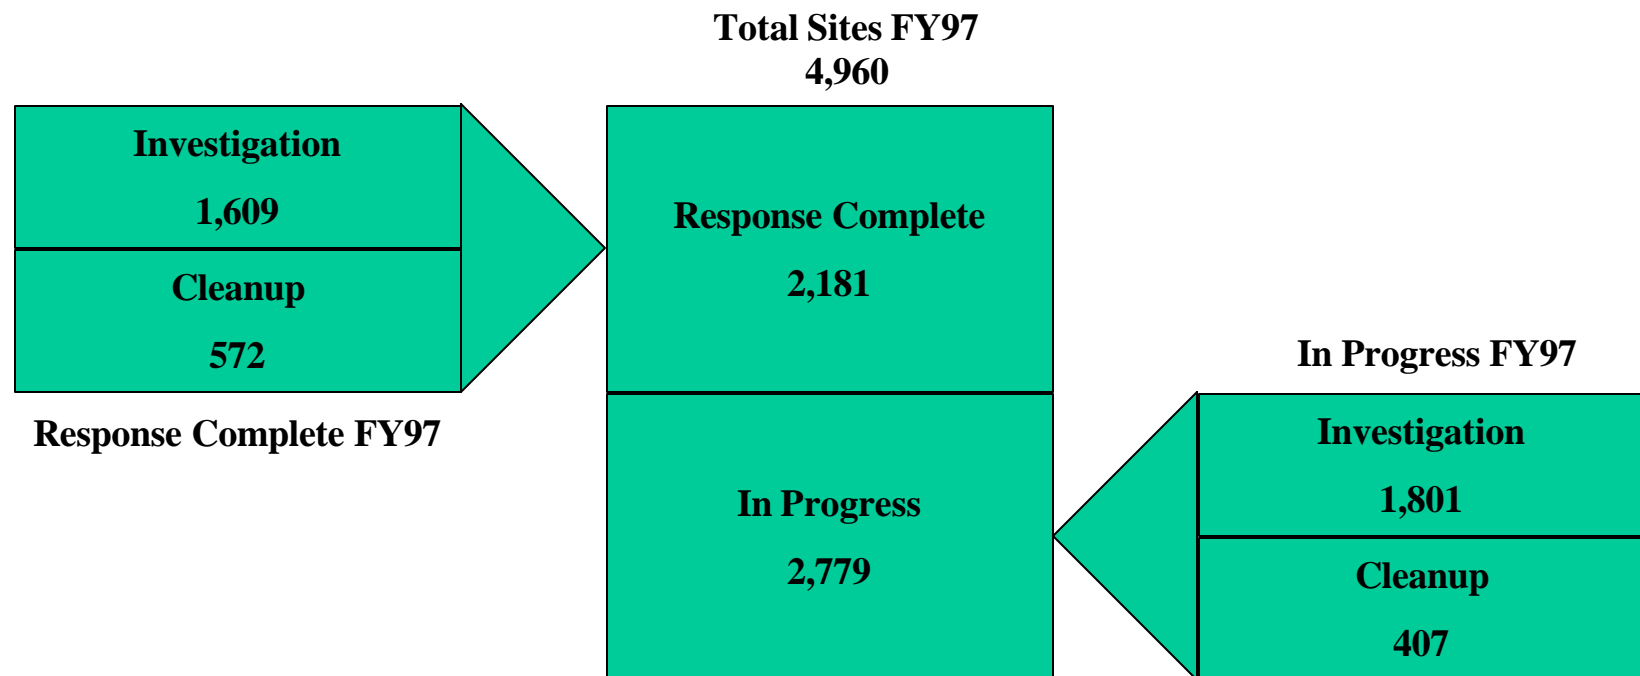 Total Sites FY97
4,960
Investigation
1,609
Cleanup
572
Response Complete FY97
Response Complete
2,181
In Progress
2,779
In Progress FY97
Investigation
1,801
Cleanup
407